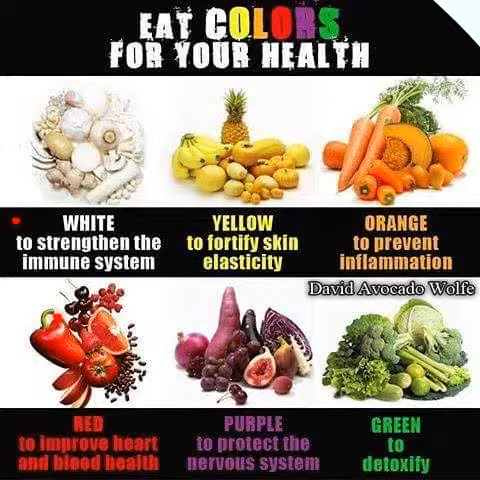 EAT COLORS
FOR YOUR HEALTH
WHITE
to strengthen the
immune system
YELLOW
to fortify skin
elasticity
ORANGE
to prevent
inflammation
David Avocado Wolfe
RED
to improve heart
and blood health
PURPLE
to protect the
nervous system
GREEN
to
detoxify